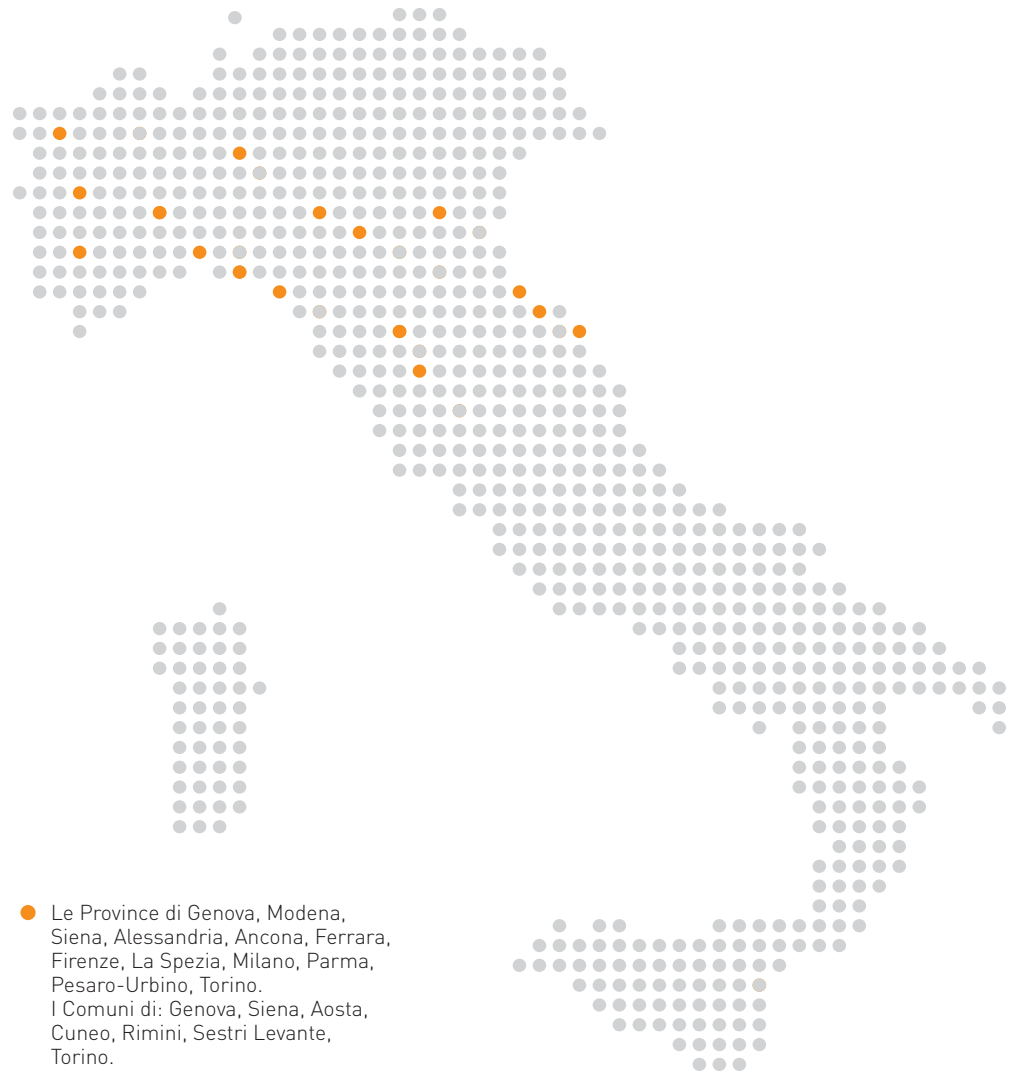 Le Province di Genova, Modena,
Siena, Alessandria, Ancona, Ferrara,
Firenze, La Spezia, Milano, Parma,
Pesaro-Urbino, Torino.
I Comuni di: Genova, Siena, Aosta,
Cuneo, Rimini, Sestri Levante,
Torino.